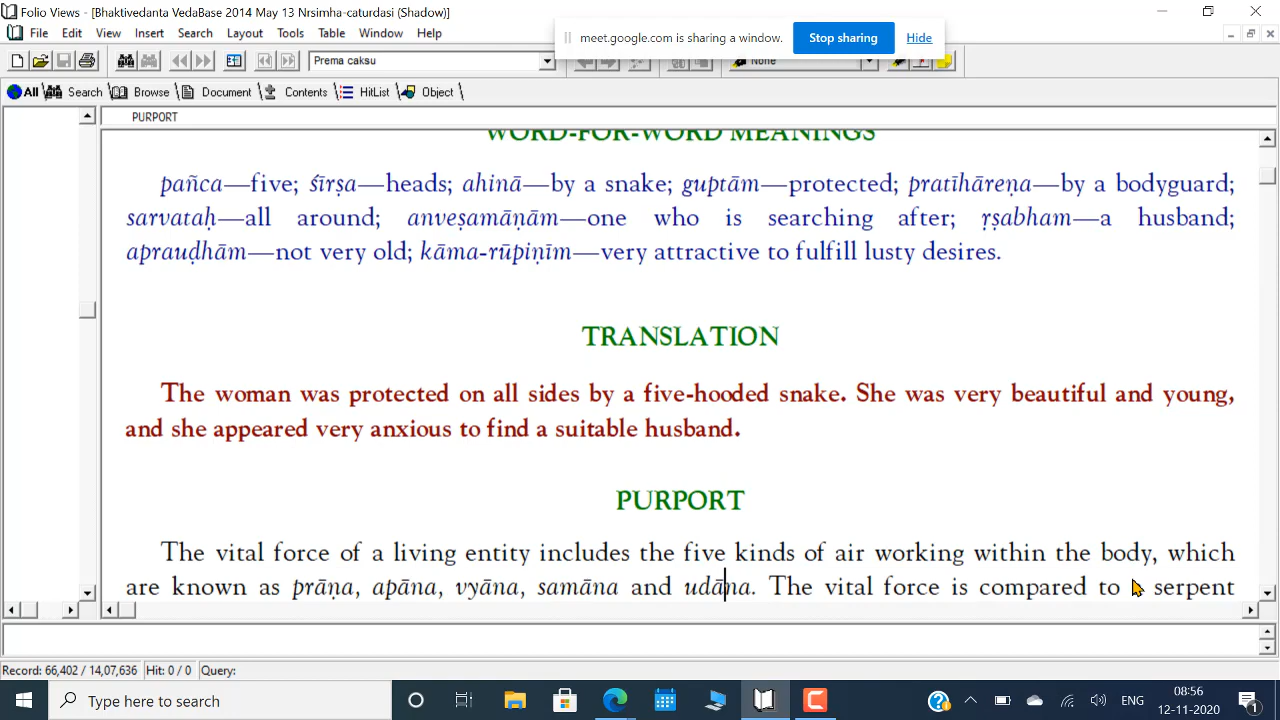 Folio Views - [Bhaktivedanta VedaBase 2014 May 13 Nrsimha-caturdasi (Shadow)]
meet.google.com is sharing a window. Stop sharing Hide
File Edit View Insert Search Layout Tools Table Window Help
Prema caksu
None
All Search Browse Document Contents HitList Object
PURPORT
WORD-FOR-WORD MEANINGS
pañca—five; śīrṣa—heads; ahinā—by a snake; guptām—protected; pratīhāreṇa—by a bodyguard;
sarvataḥ—all around; anveṣamāṇām—one who is searching after; ṛṣabham—a husband;
aprauḍhām—not very old; kāma-rūpiṇīm—very attractive to fulfill lusty desires.
TRANSLATION
The woman was protected on all sides by a five-hooded snake. She was very beautiful and young,
and she appeared very anxious to find a suitable husband.
PURPORT
The vital force of a living entity includes the five kinds of air working within the body, which
are known as prāṇa, apāna, vyāna, samāna and udāna. The vital force is compared to serpent
Record: 66,402 / 14,07,636 Hit: 0 / 0 Query:
Type here to search
ENG
08:56
12-11-2020
1